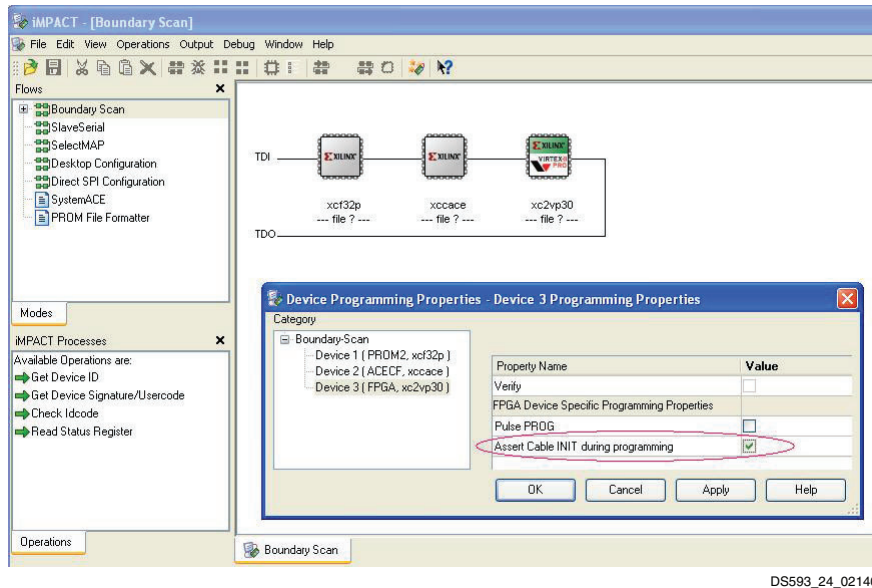 iMPACT - [Boundary Scan]
File Edit View Operations Output Debug Window Help
Flows
Boundary Scan
SlaveSerial
SelectMAP
Desktop Configuration
Direct SPI Configuration
SystemACE
PROM File Formatter
Modes
iMPACT Processes
Available Operations are:
Get Device ID
Get Device Signature/Usercode
Check Idcode
Read Status Register
Operations
TDI
XILINX
XILINX
XILINX
VIRTEX-II
PRO
xcf32p
xccace
xc2vp30
--- file ? ---
--- file ? ---
--- file ? ---
TDO
Device Programming Properties - Device 3 Programming Properties
Category
Boundary-Scan
Device 1 ( PROM2, xcf32p )
Device 2 ( ACECF, xccace )
Device 3 ( FPGA, xc2vp30 )
Property Name Value
Verify
FPGA Device Specific Programming Properties
Pulse PROG
Assert Cable INIT during programming
OK Cancel Apply Help
Boundary Scan